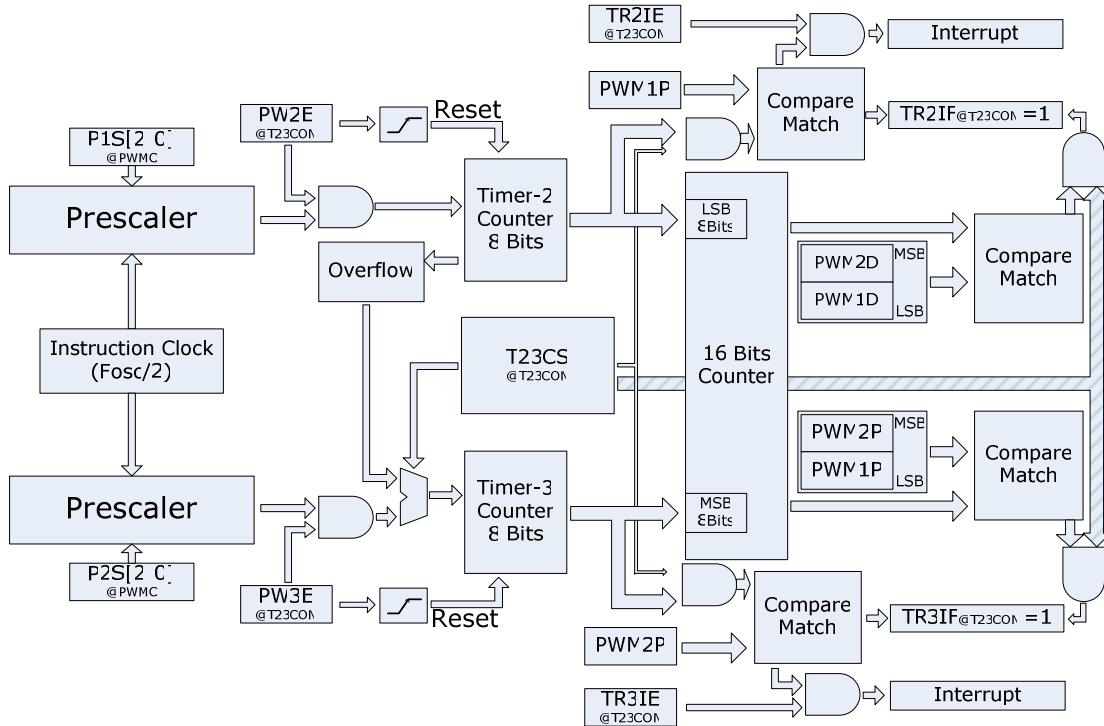 TR2IE
@T23CON
Interrupt
PWM1P
Compare
Match
TR2IF@T23CON=1
PW2E
@T23CON
Reset
P1S[2 0]
@PWMC
Prescaler
Timer-2
Counter
8 Bits
LSB
8Bits
Overflow
PWM2D
MSB
PWM1D
LSB
Compare
Match
Instruction Clock
(Fosc/2)
T23CS
@T23CON
16 Bits
Counter
PWM2P
MSB
PWM1P
LSB
Compare
Match
Prescaler
Timer-3
Counter
8 Bits
MSB
8Bits
P2S[2 0]
@PWMC
PW3E
@T23CON
Reset
Compare
Match
TR3IF@T23CON=1
PWM2P
TR3IE
@T23CON
Interrupt